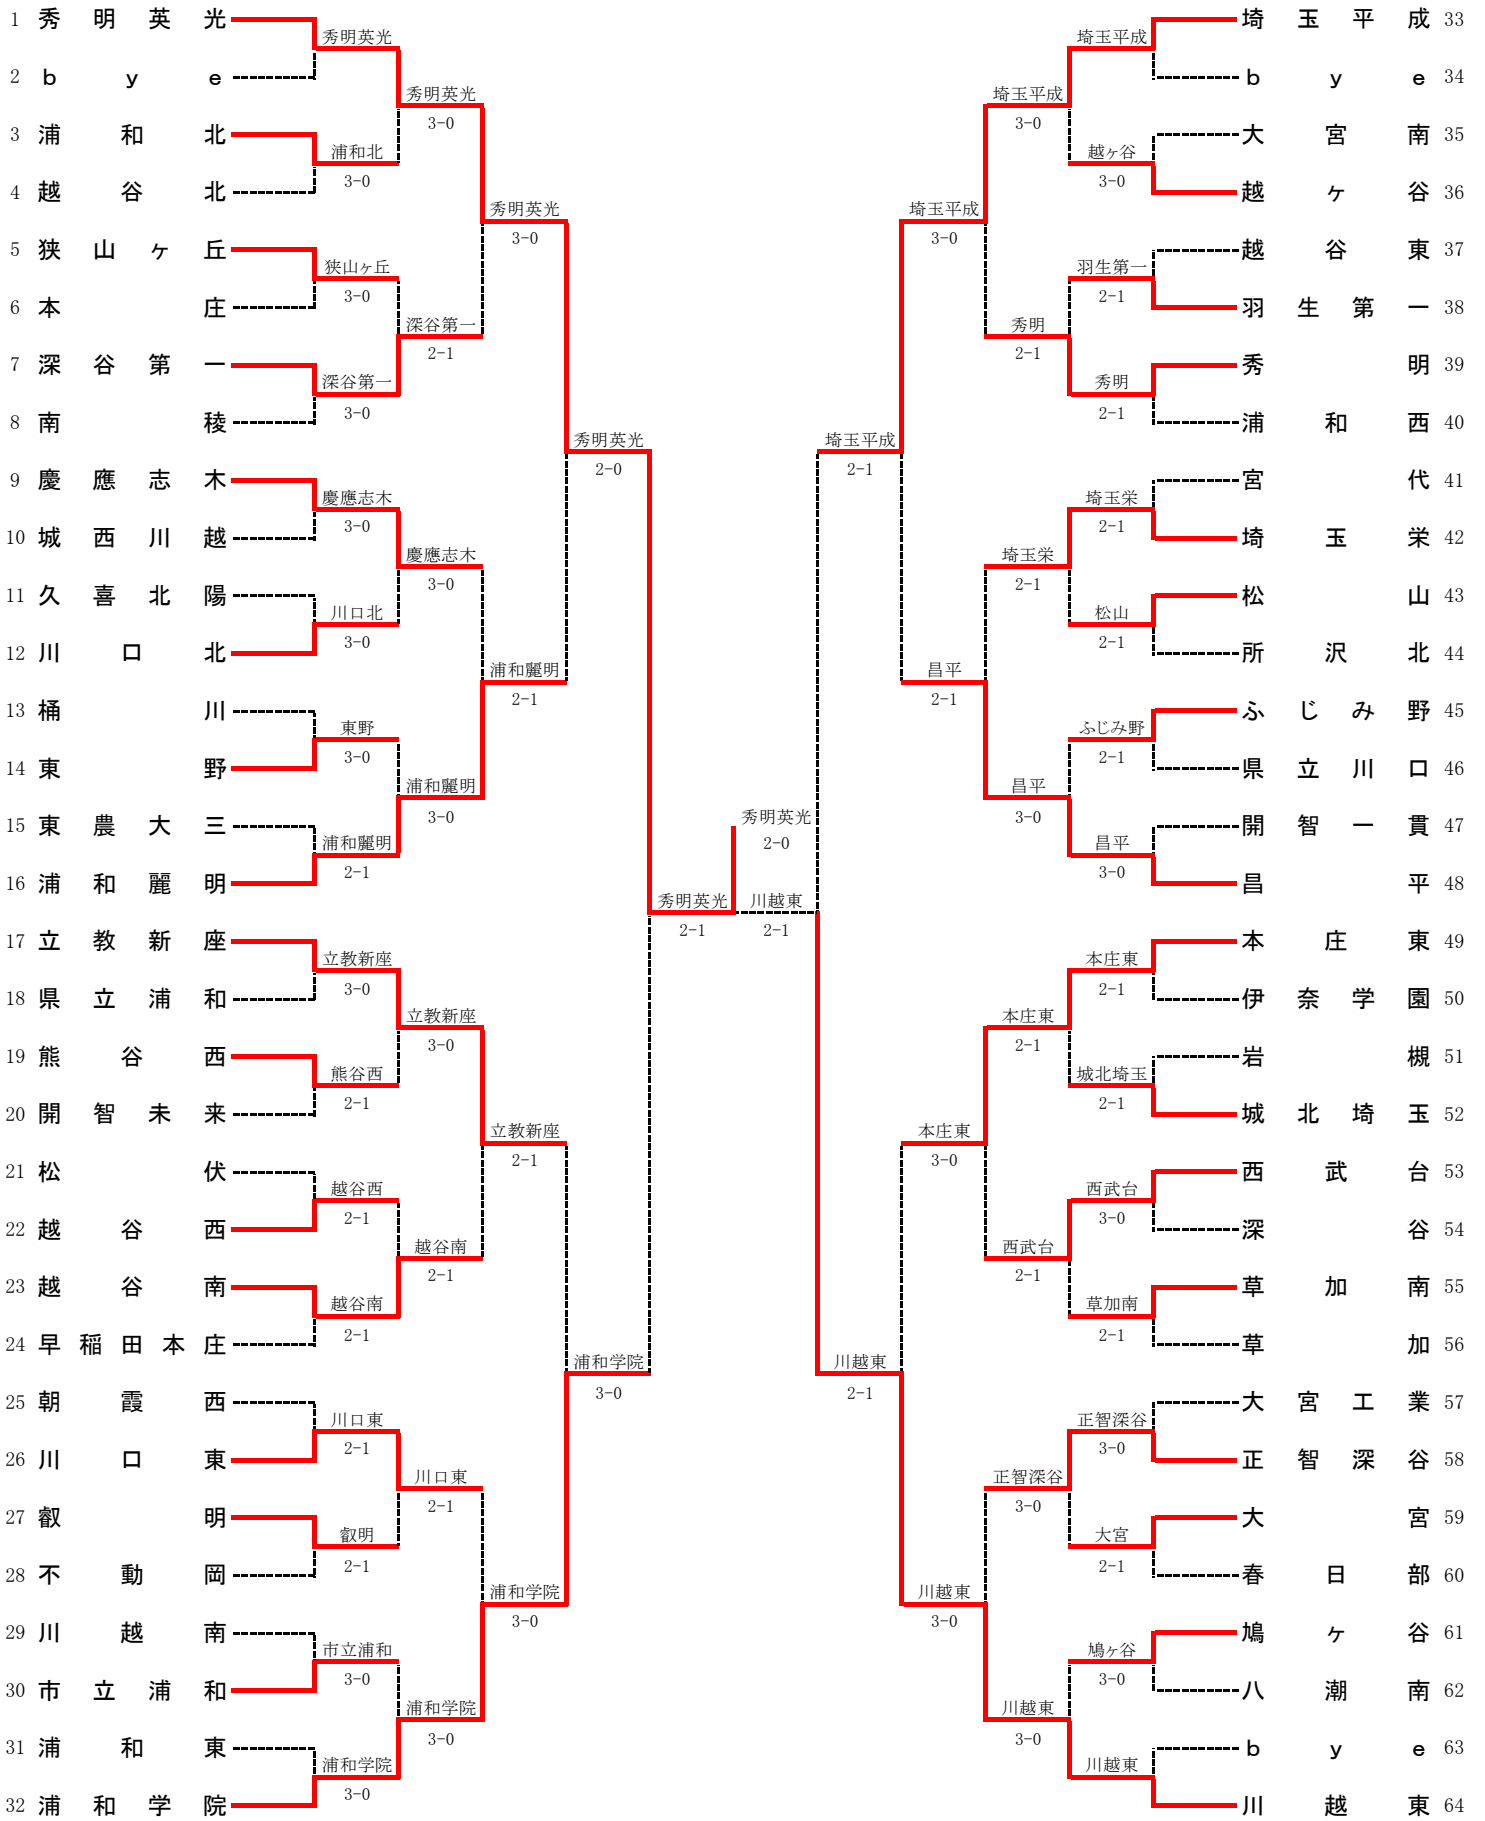 1 秀明英光
2 bye
3 浦和北
4 越谷北
5 狭山ヶ丘
6 本庄
7 深谷第一
8 南稜
9 慶應志木
10 城西川越
11 久喜北陽
12 川口北
13 桶川
14 東野
15 東農大三
16 浦和麗明
17 立教新座
18 県立浦和
19 熊谷西
20 開智未来
21 松伏
22 越谷西
23 越谷南
24 早稲田本庄
25 朝霞西
26 川口東
27 叡明
28 不動岡
29 川越南
30 市立浦和
31 浦和東
32 浦和学院
秀明英光
浦和北
3-0
狭山ヶ丘
3-0
深谷第一
3-0
慶應志木
3-0
川口北
3-0
東野
3-0
浦和麗明
2-1
立教新座
3-0
熊谷西
2-1
越谷西
2-1
越谷南
2-1
川口東
2-1
叡明
2-1
市立浦和
3-0
浦和学院
3-0
秀明英光
3-0
深谷第一
2-1
慶應志木
3-0
浦和麗明
3-0
立教新座
3-0
越谷南
2-1
川口東
2-1
浦和学院
3-0
秀明英光
3-0
浦和麗明
2-1
立教新座
2-1
浦和学院
3-0
秀明英光
2-0
浦和学院
3-0
秀明英光
2-1
秀明英光
2-0
川越東
2-1
埼玉平成
2-1
川越東
2-1
埼玉平成
3-0
昌平
2-1
本庄東
3-0
川越東
3-0
埼玉平成
3-0
秀明
2-1
埼玉栄
2-1
昌平
3-0
本庄東
2-1
西武台
2-1
正智深谷
3-0
川越東
3-0
埼玉平成
越ヶ谷
3-0
羽生第一
2-1
秀明
2-1
埼玉栄
2-1
松山
2-1
ふじみ野
2-1
昌平
3-0
本庄東
2-1
城北埼玉
2-1
西武台
3-0
草加南
2-1
正智深谷
3-0
大宮
2-1
鳩ヶ谷
3-0
川越東
埼玉平成 33
bye 34
大宮南 35
越ヶ谷 36
越谷東 37
羽生第一 38
秀明 39
浦和西 40
宮代 41
埼玉栄 42
松山 43
所沢北 44
ふじみ野 45
県立川口 46
開智一貫 47
昌平 48
本庄東 49
伊奈学園 50
岩槻 51
城北埼玉 52
西武台 53
深谷 54
草加南 55
草加 56
大宮工業 57
正智深谷 58
大宮 59
春日部 60
鳩ヶ谷 61
八潮南 62
bye 63
川越東 64